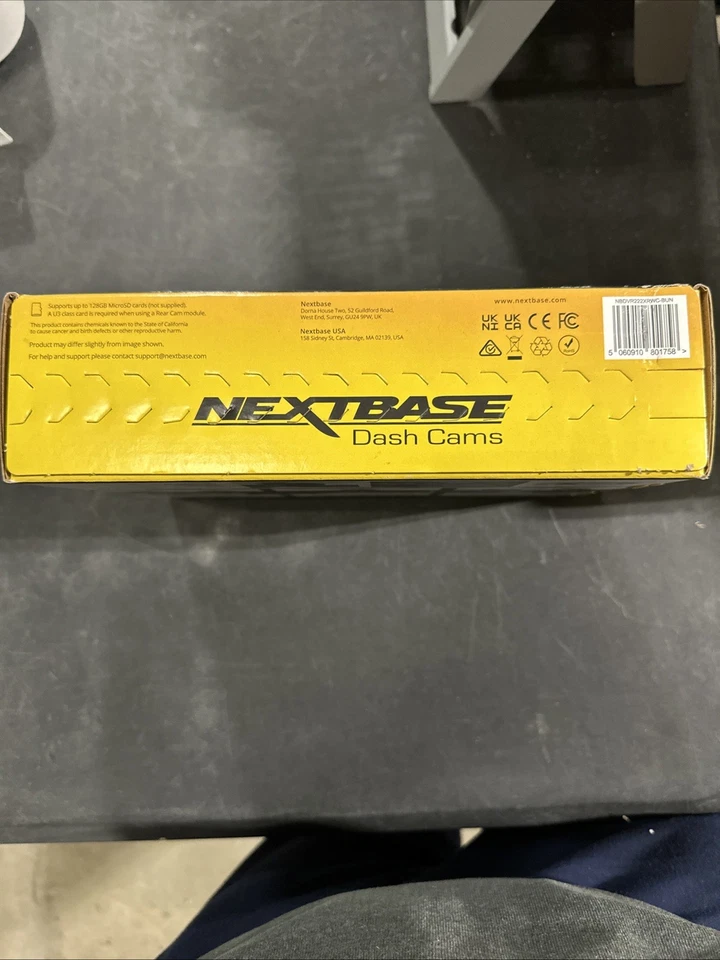 Supports up to 128GB MicroSD cards (not supplied).
A U3 class card is required when using a Rear Cam module.
This product contains chemicals known to the State of California
to cause cancer and birth defects or other reproductive harm.
Product may differ slightly from image shown.
For help and support please contact support@nextbase.com
Nextbase
Dorna House Two, 52 Guildford Road,
West End, Surrey, GU24 9PW, UK
Nextbase USA
158 Sidney St, Cambridge, MA 02139, USA
www.nextbase.com
UK NI UK CA CE FC
RoHS
NBDVR222XRWC-BUN
5 060910 801758 >
NEXTBASE
Dash Cams